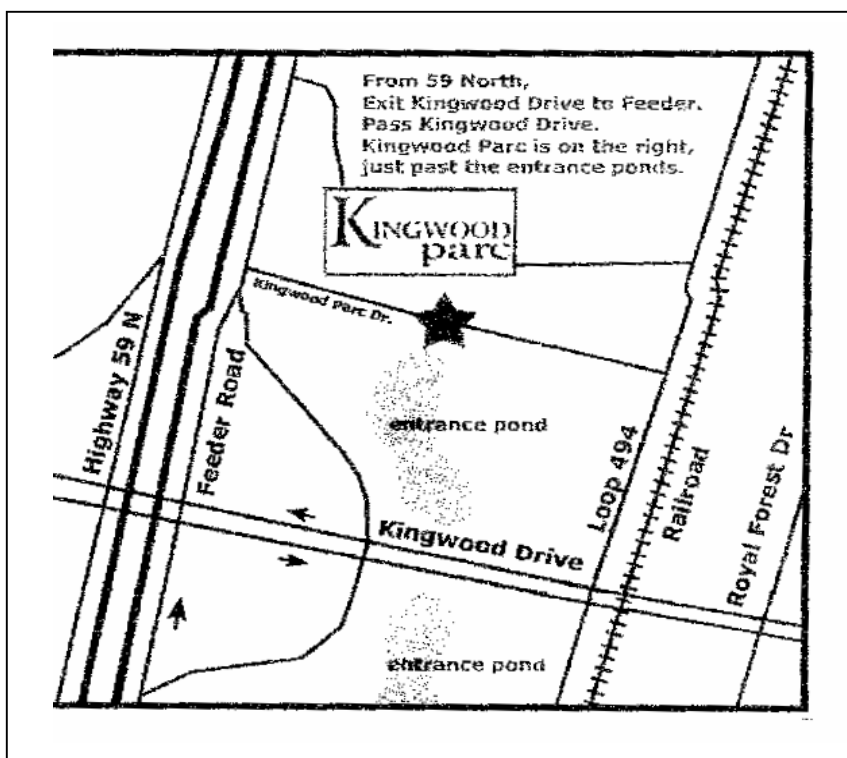 From 59 North,
Exit Kingwood Drive to Feeder.
Pass Kingwood Drive.
Kingwood Parc is on the right,
just past the entrance ponds.
KINGWOOD
parc
Kingwood Parc Dr.
Highway 59 N
Feeder Road
entrance pond
Loop 494
Railroad
Royal Forest Dr
Kingwood Drive
entrance pond